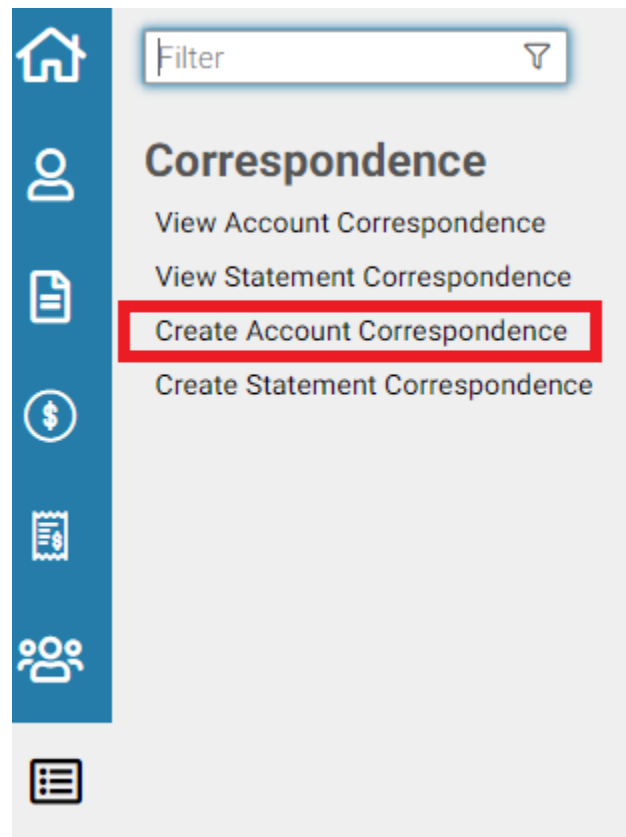 Filter
Correspondence
View Account Correspondence
View Statement Correspondence
Create Account Correspondence
Create Statement Correspondence